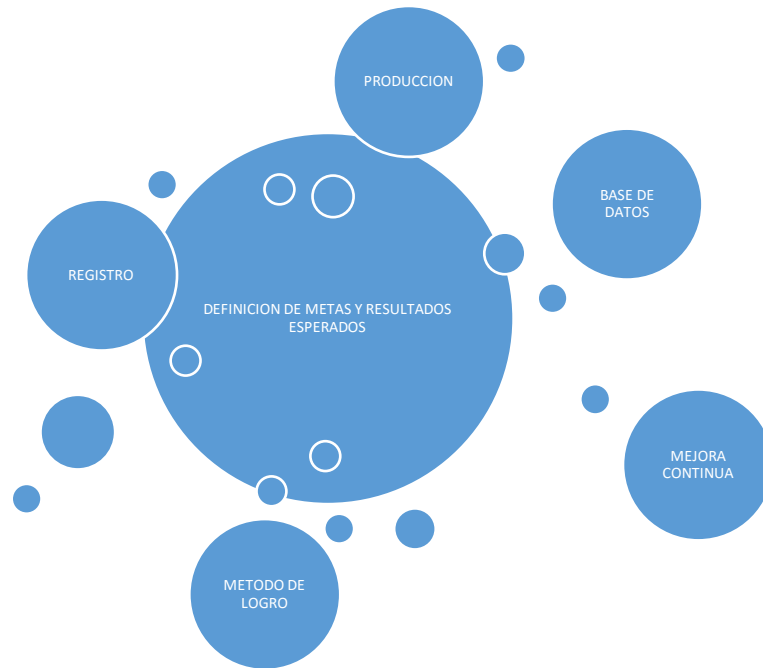 PRODUCCION
BASE DE
DATOS
REGISTRO
DEFINICION DE METAS Y RESULTADOS
ESPERADOS
MEJORA
CONTINUA
METODO DE
LOGRO